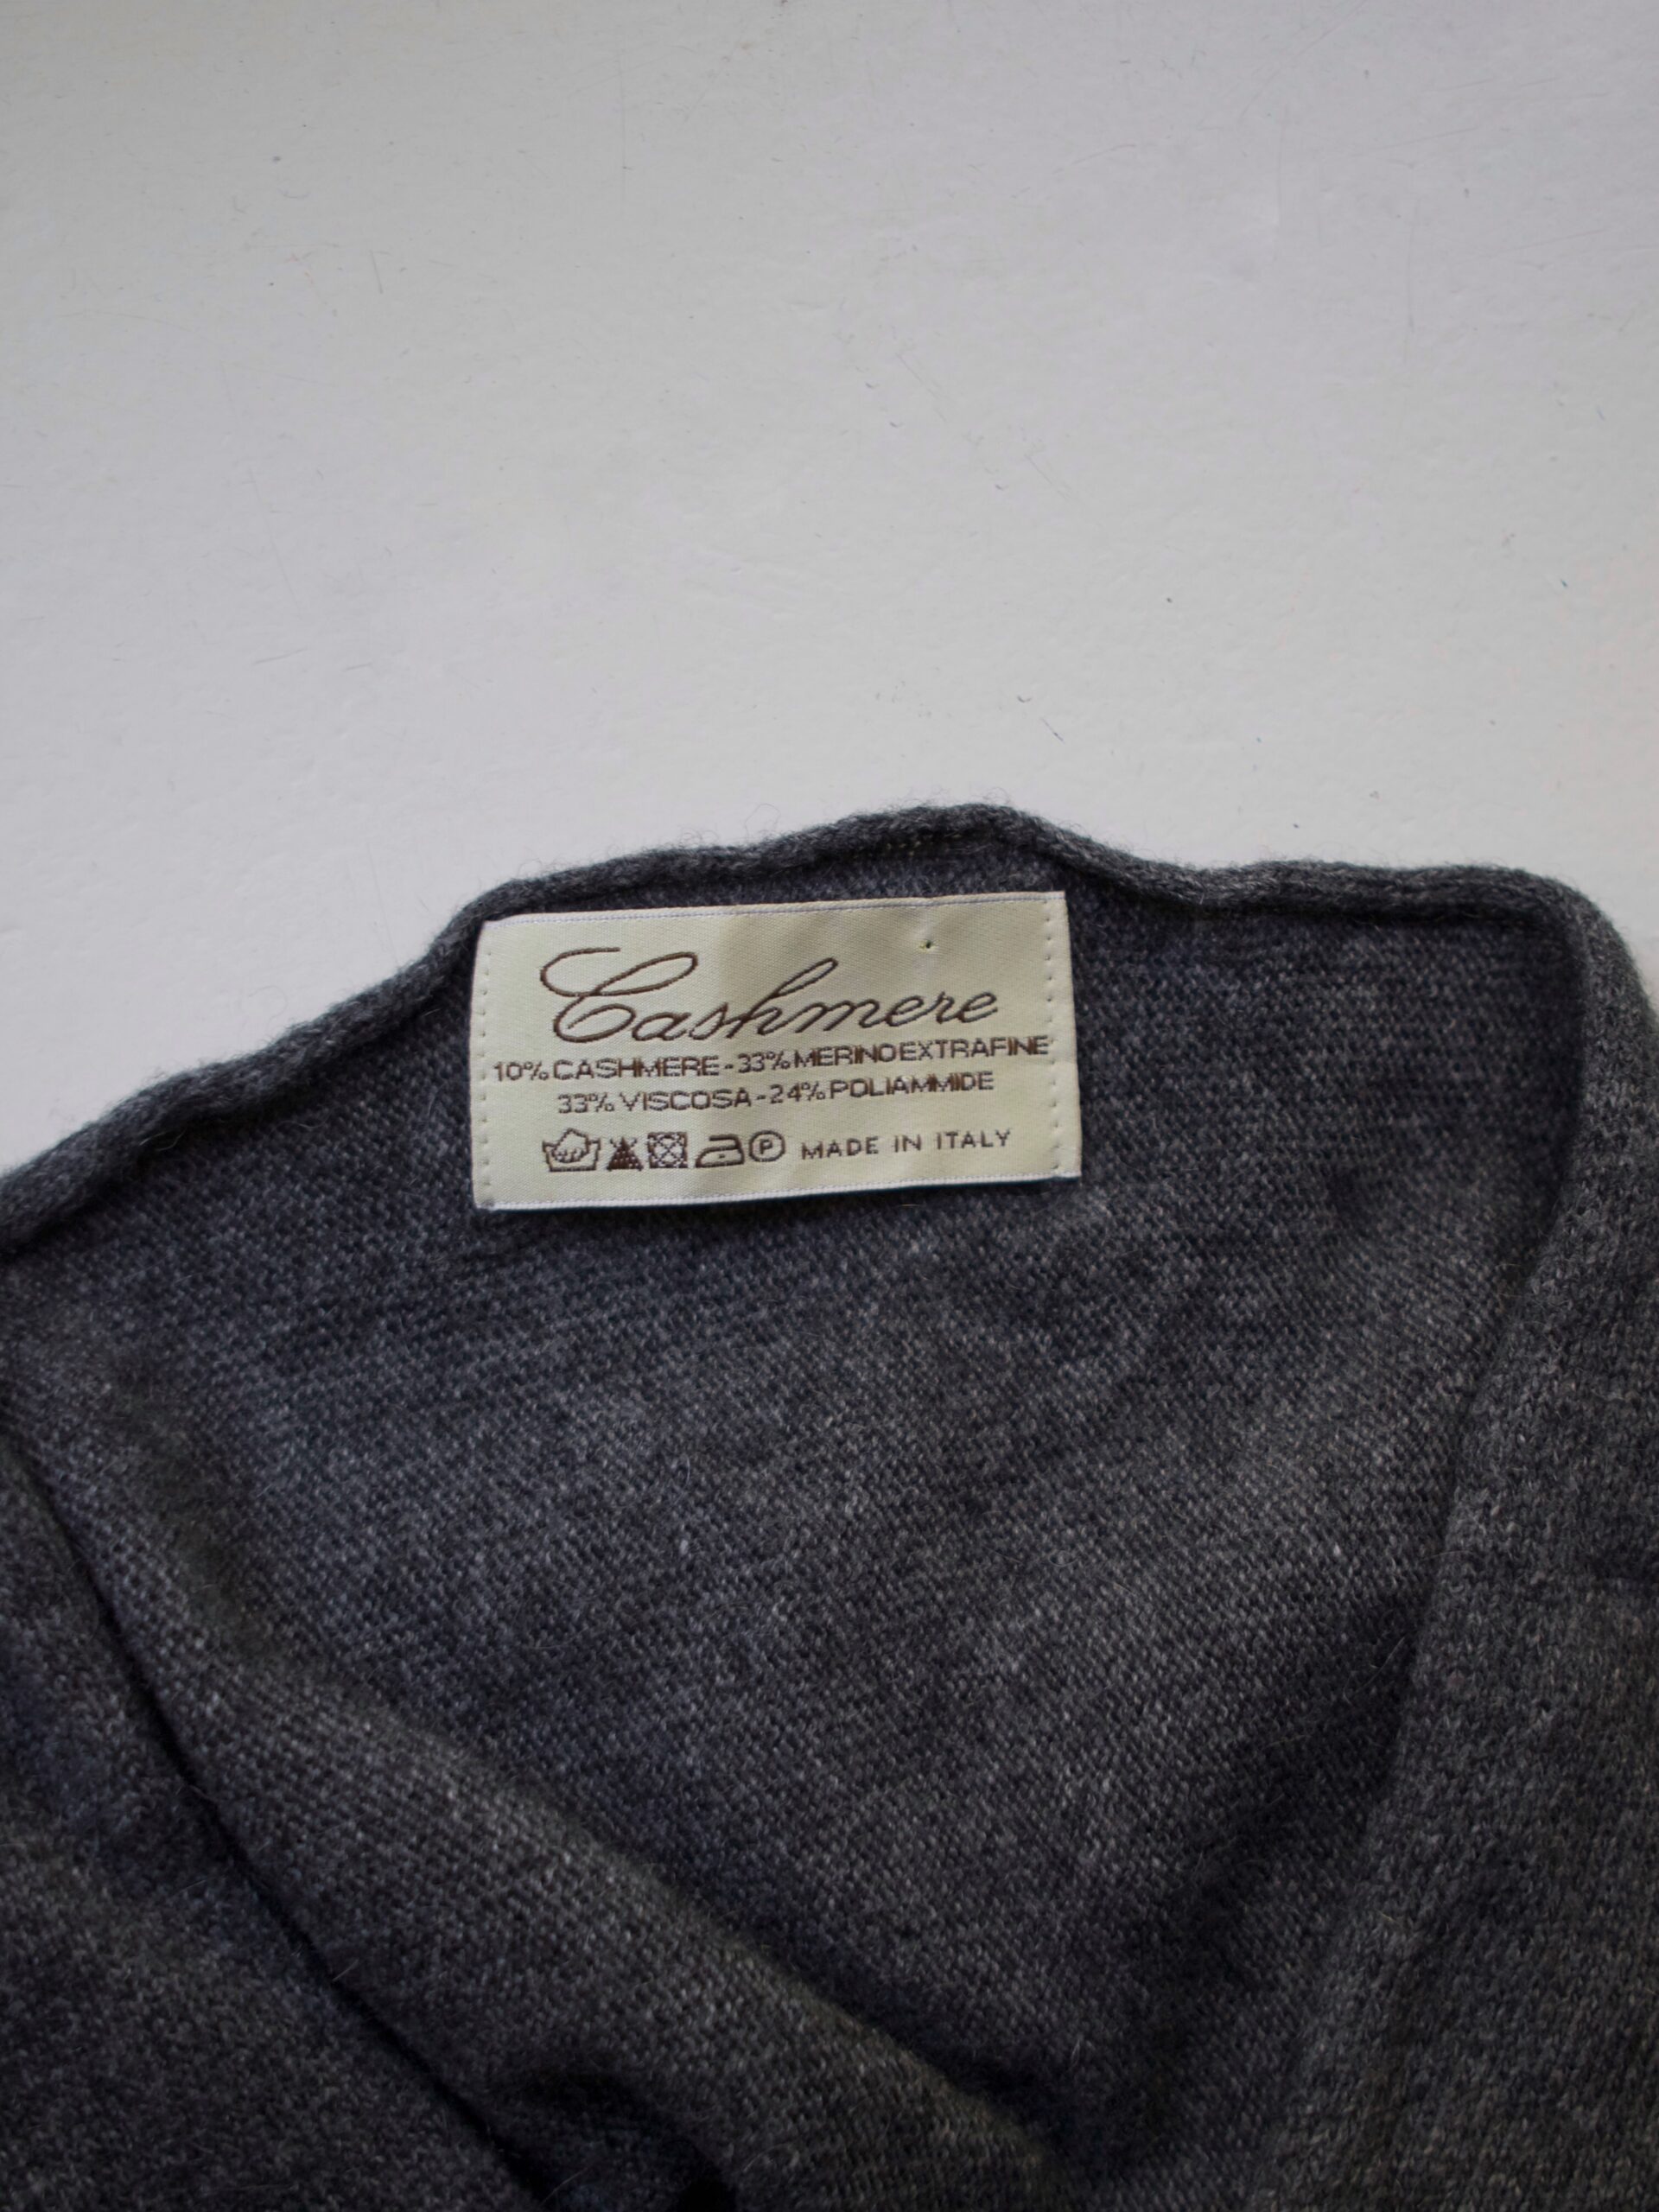 Cashmere
10% CASHMERE - 33% MERINO EXTRAFINE
33% VISCOSA - 24% POLIAMMIDE
P MADE IN ITALY